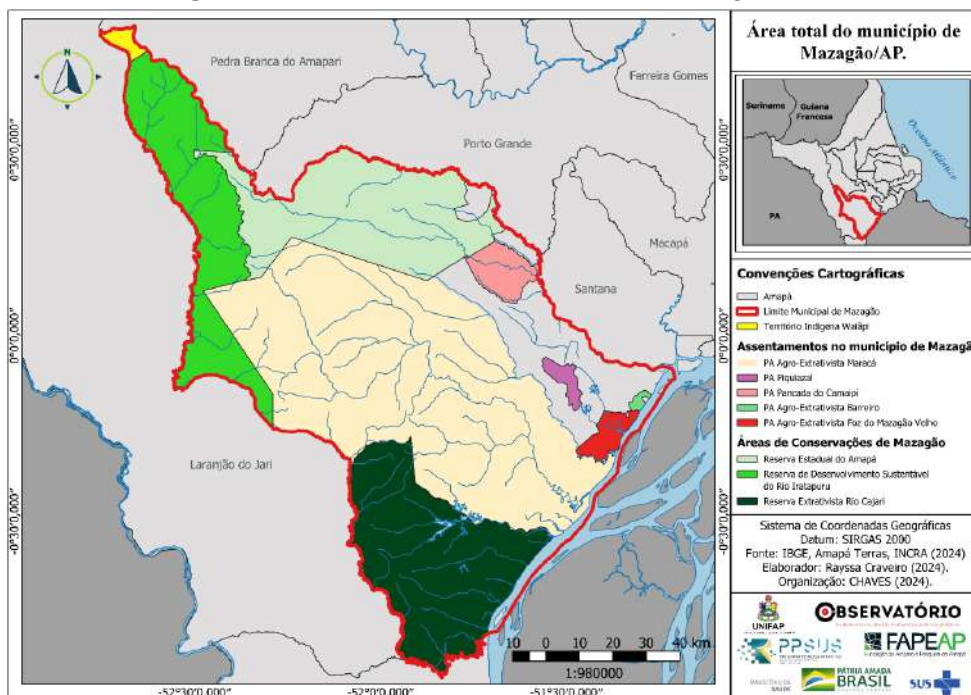 Área total do município de
Mazagão/AP.
Suriname
Guiana
Francesa
Oceano Atlântico
PA
N
Pedra Branca do Amapari
Ferreira Gomes
Porto Grande
Macapá
Santana
Laranjão do Jari
0°30'0,000"
0°0'0,000"
-0°30'0,000"
-52°30'0,000"
-52°0'0,000"
-51°30'0,000"
10 0 10 20 30 40 km
1:980000
Convenções Cartográficas
Amapá
Limite Municipal de Mazagão
Território Indígena Waiãpi
Assentamentos no município de Mazagã
PA Agro-Extrativista Maracá
PA Piquiazal
PA Pancada do Camaipi
PA Agro-Extrativista Barreiro
PA Agro-Extrativista Foz do Mazagão Velho
Áreas de Conservações de Mazagão
Reserva Estadual do Amapá
Reserva de Desenvolvimento Sustentável
do Rio Iratapuru
Reserva Extrativista Rio Cajari
Sistema de Coordenadas Geográficas
Datum: SIRGAS 2000
Fonte: IBGE, Amapá Terras, INCRA (2024)
Elaborador: Rayssa Craveiro (2024).
Organização: CHAVES (2024).
UNIFAP
OBSERVATÓRIO
PPSUS
FAPEAP
MINISTÉRIO DA
SAÚDE
PÁTRIA AMADA
BRASIL
SUS